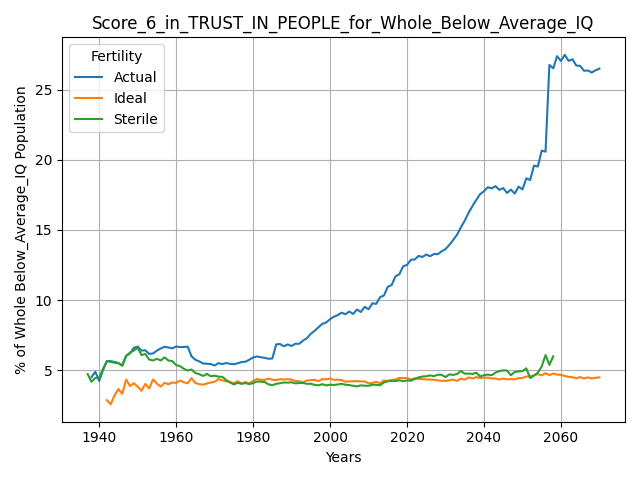 Score_6_in_TRUST_IN_PEOPLE_for_Whole_Below_Average_IQ
Fertility
Actual
Ideal
Sterile
% of Whole Below_Average_IQ Population
25
20
15
10
5
1940 1960 1980 2000 2020 2040 2060
Years